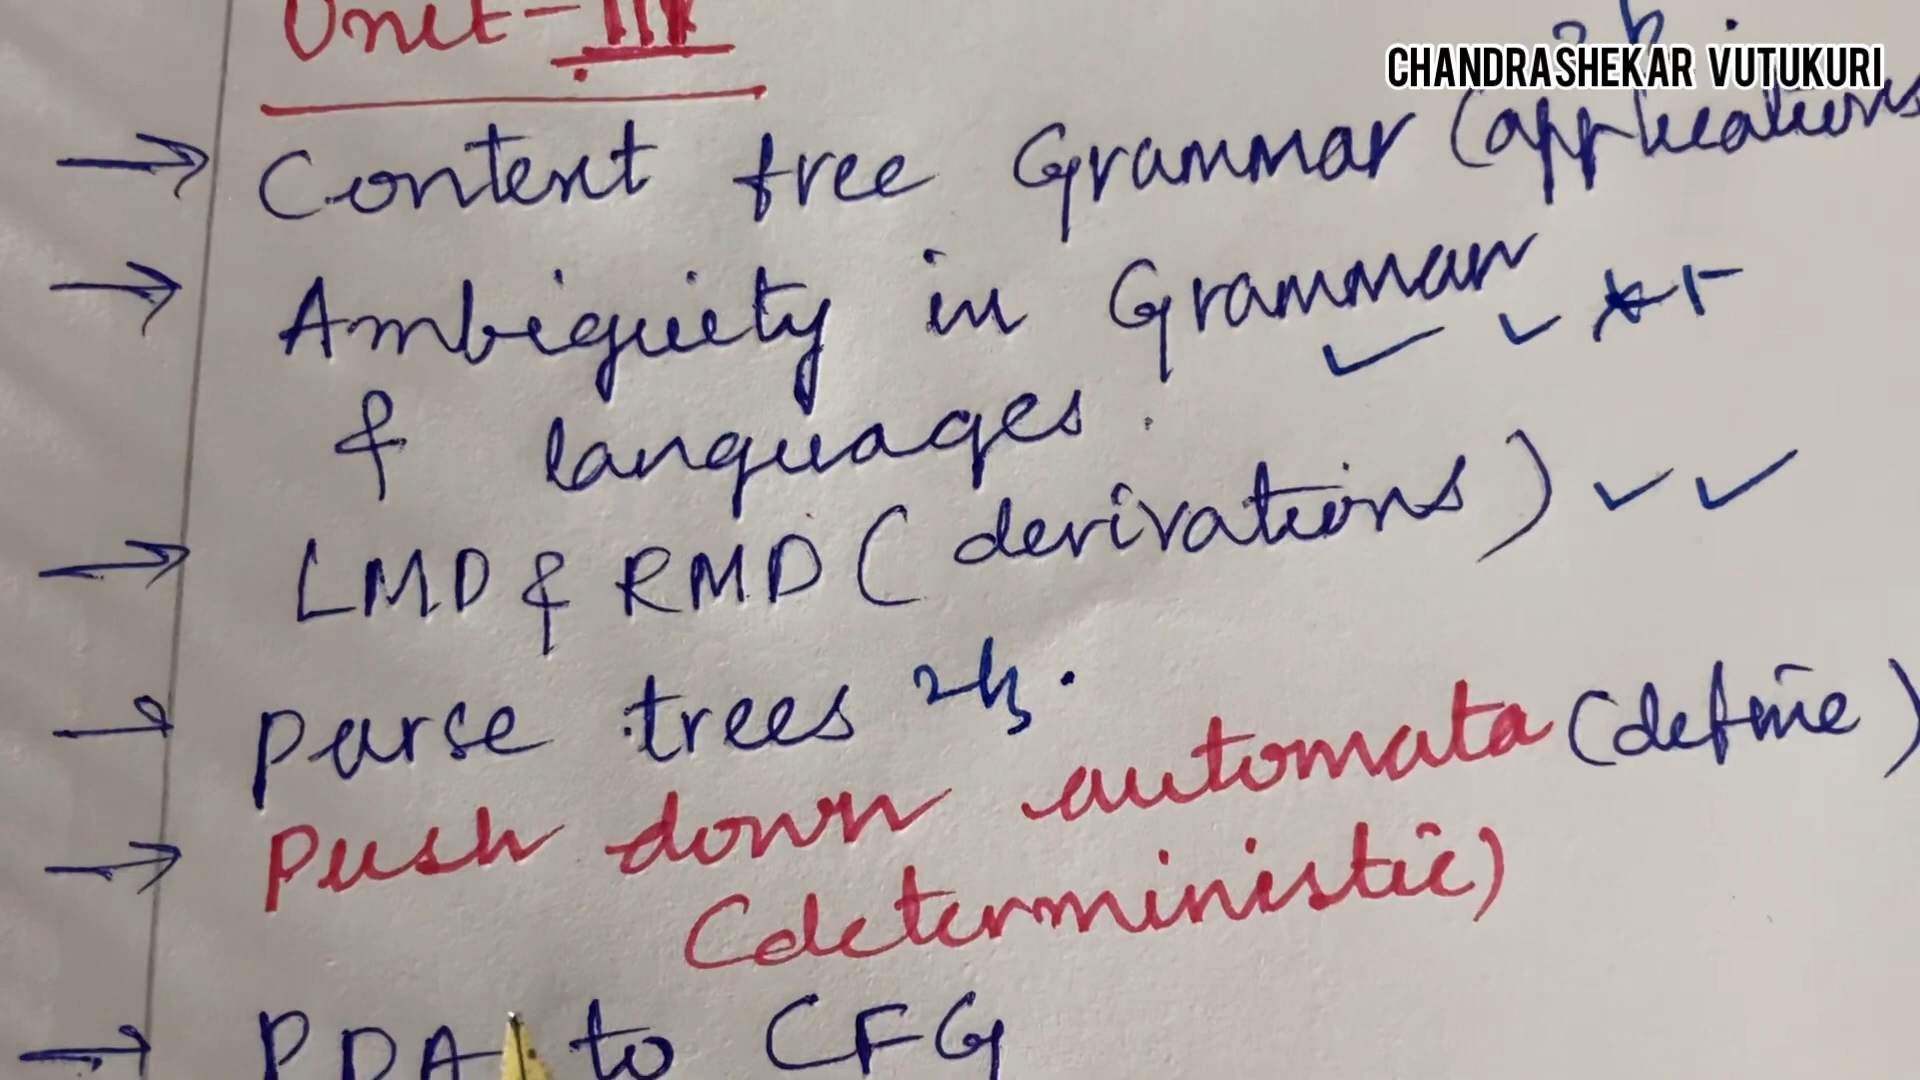 Unit - III
CHANDRASHEKAR VUTUKURI
→ Context free Grammar (applications
→ Ambiguity in Grammar
& languages.
→ LMD & RMD (derivations)
→ parse trees
→ Push down automata (define)
(deterministic)
→ PDA to CFG